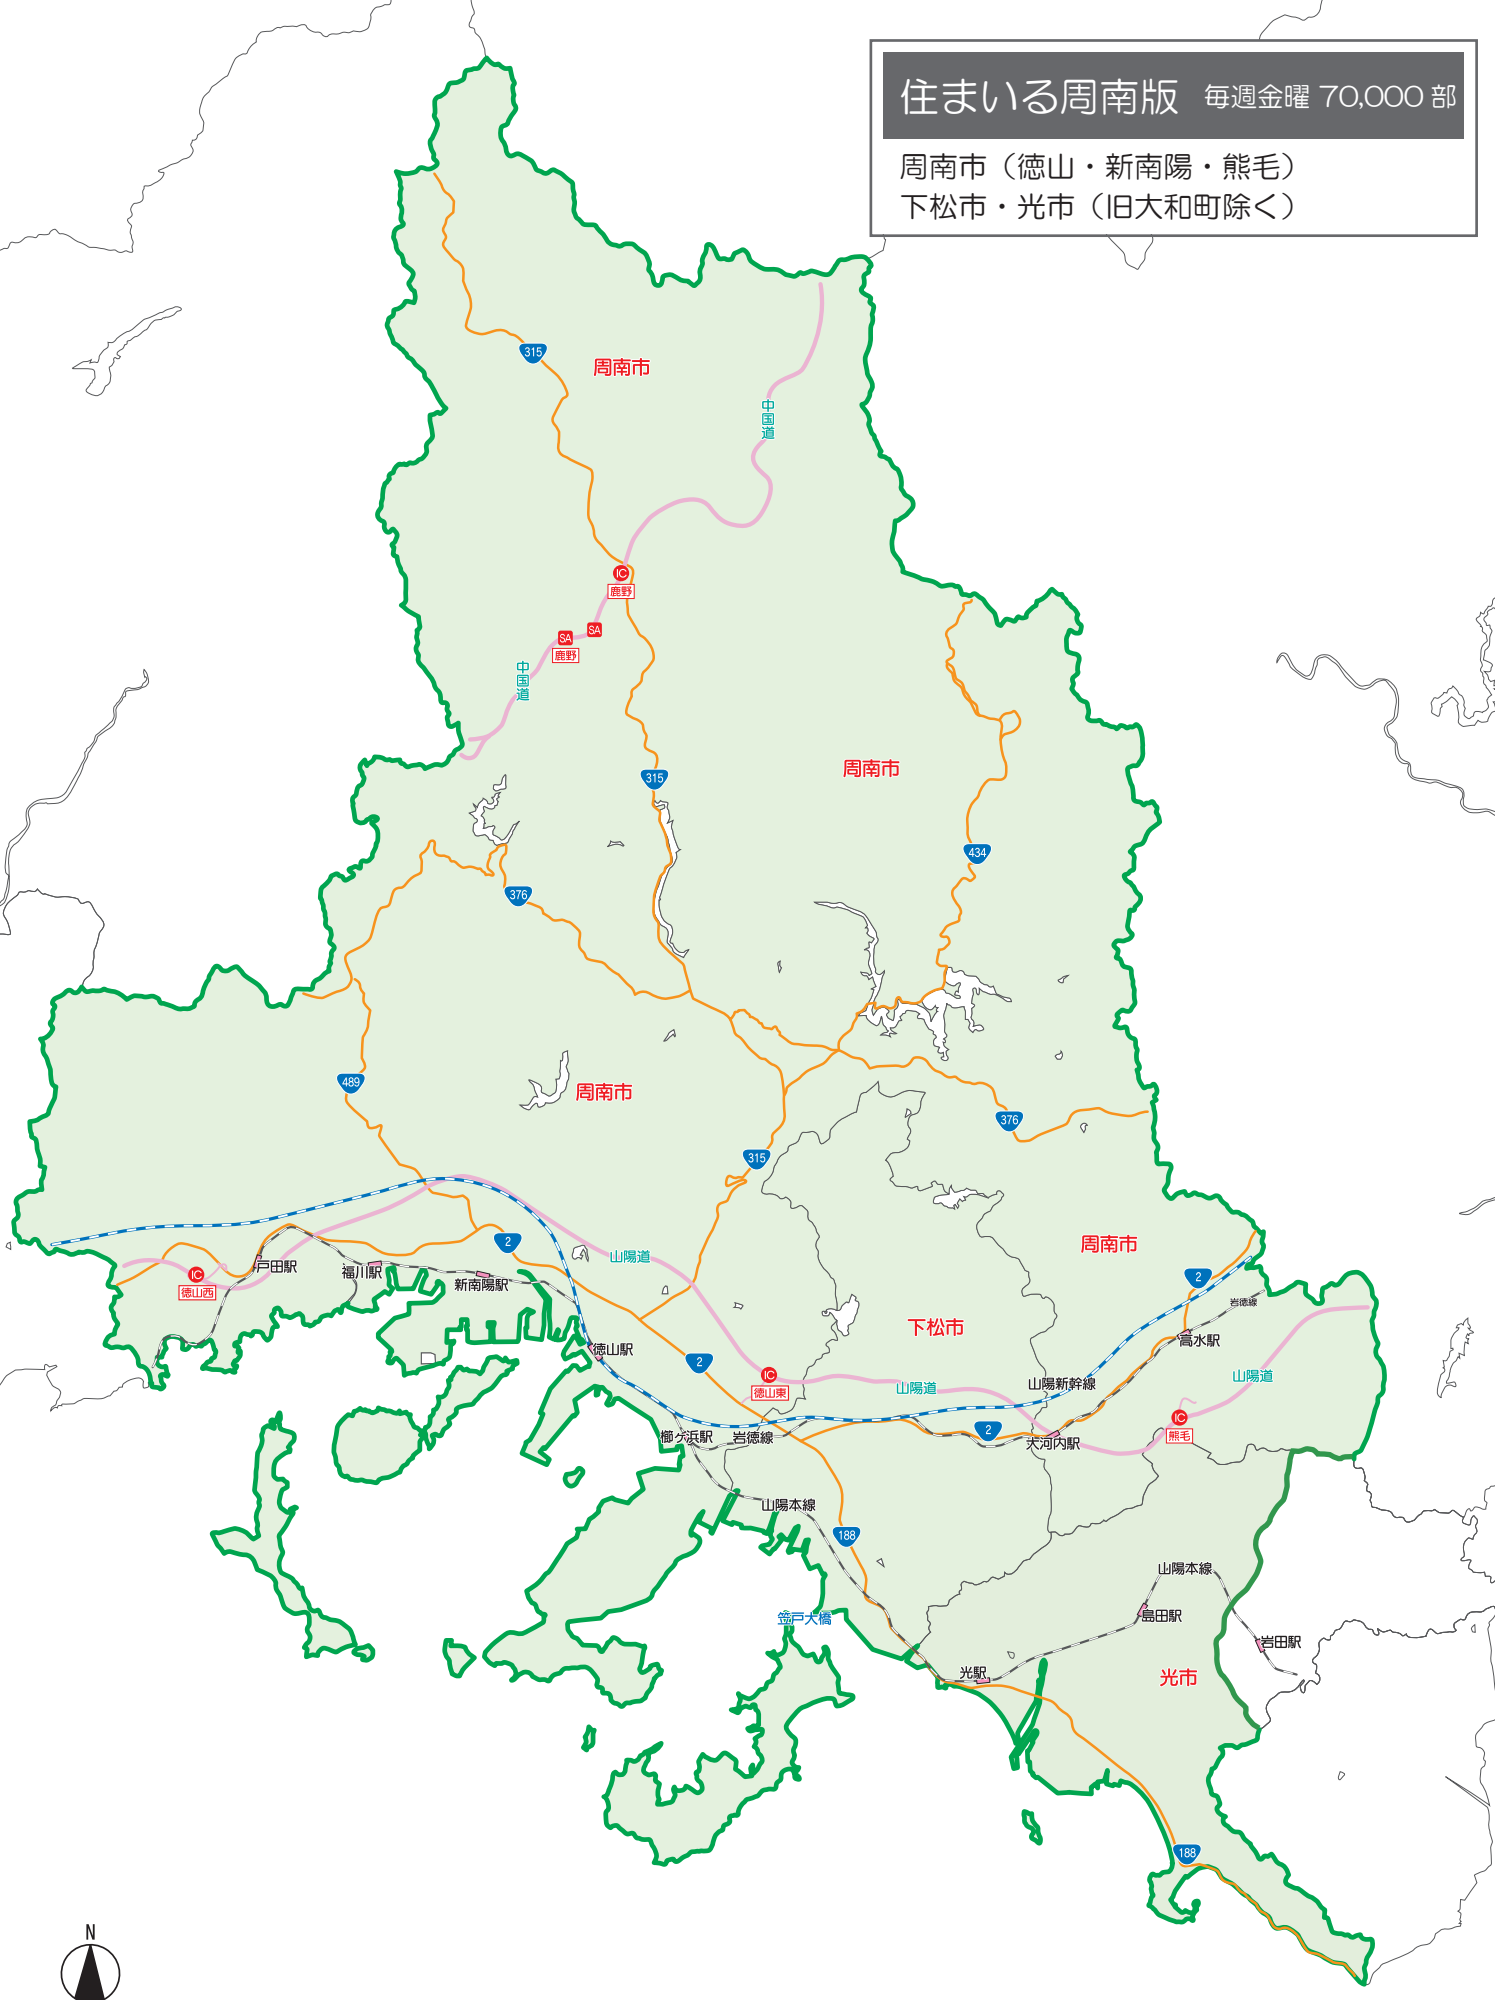 住まいる周南版 毎週金曜 70,000 部
周南市（徳山・新南陽・熊毛）
下松市・光市（旧大和町除く）
315
周南市
中国道
IC
鹿野
SA
SA
鹿野
中国道
315
周南市
434
376
489
周南市
376
315
周南市
2
山陽道
2
IC
徳山西
戸田駅
福川駅
新南陽駅
岩徳線
下松市
高水駅
徳山駅
2
IC
徳山東
山陽道
山陽新幹線
山陽道
IC
熊毛
櫛ヶ浜駅
岩徳線
2
大河内駅
山陽本線
188
山陽本線
笠戸大橋
島田駅
岩田駅
光駅
光市
188
N